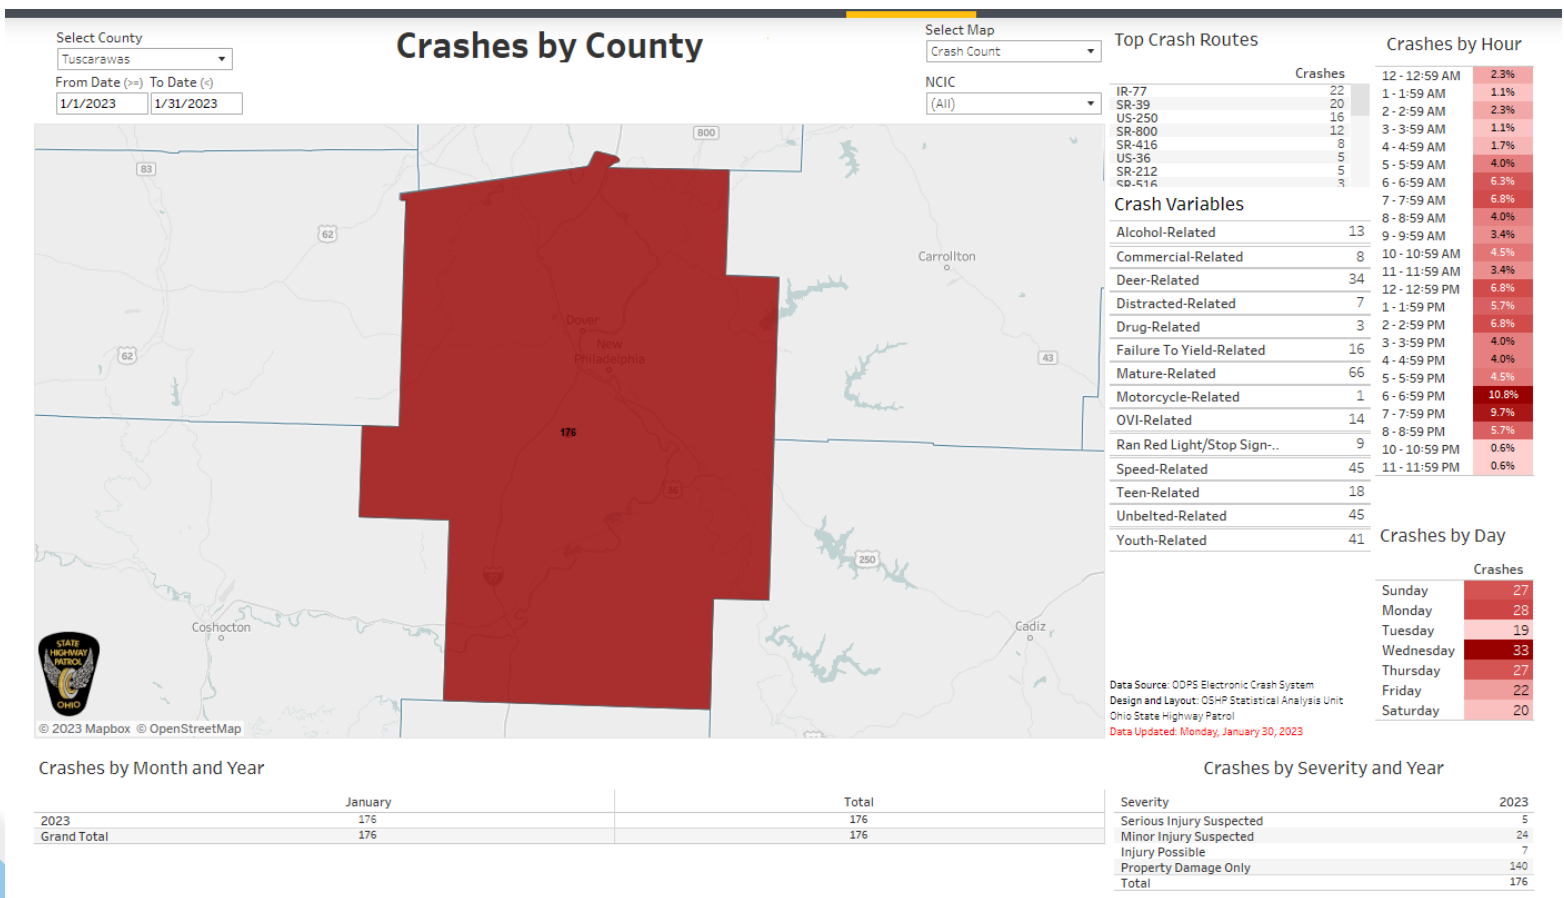 Select County
Tuscarawas
From Date (>=) To Date (<)
1/1/2023 1/31/2023
Crashes by County
Select Map
Crash Count
NCIC
(All)
800
83
62
Carrollton
Dover
New
Philadelphia
62
43
176
36
250
77
Coshocton
Cadiz
STATE
HIGHWAY
PATROL
OHIO
© 2023 Mapbox © OpenStreetMap
Top Crash Routes
Crashes
IR-77 22
SR-39 20
US-250 16
SR-800 12
SR-416 8
US-36 5
SR-212 5
SR-516 3
Crash Variables
Alcohol-Related 13
Commercial-Related 8
Deer-Related 34
Distracted-Related 7
Drug-Related 3
Failure To Yield-Related 16
Mature-Related 66
Motorcycle-Related 1
OVI-Related 14
Ran Red Light/Stop Sign-.. 9
Speed-Related 45
Teen-Related 18
Unbelted-Related 45
Youth-Related 41
Data Source: ODPS Electronic Crash System
Design and Layout: OSHP Statistical Analysis Unit
Ohio State Highway Patrol
Data Updated: Monday, January 30, 2023
Crashes by Hour
12 - 12:59 AM 2.3%
1 - 1:59 AM 1.1%
2 - 2:59 AM 2.3%
3 - 3:59 AM 1.1%
4 - 4:59 AM 1.7%
5 - 5:59 AM 4.0%
6 - 6:59 AM 6.3%
7 - 7:59 AM 6.8%
8 - 8:59 AM 4.0%
9 - 9:59 AM 3.4%
10 - 10:59 AM 4.5%
11 - 11:59 AM 3.4%
12 - 12:59 PM 6.8%
1 - 1:59 PM 5.7%
2 - 2:59 PM 6.8%
3 - 3:59 PM 4.0%
4 - 4:59 PM 4.0%
5 - 5:59 PM 4.5%
6 - 6:59 PM 10.8%
7 - 7:59 PM 9.7%
8 - 8:59 PM 5.7%
10 - 10:59 PM 0.6%
11 - 11:59 PM 0.6%
Crashes by Day
Crashes
Sunday 27
Monday 28
Tuesday 19
Wednesday 33
Thursday 27
Friday 22
Saturday 20
Crashes by Month and Year
January Total
2023 176 176
Grand Total 176 176
Crashes by Severity and Year
Severity 2023
Serious Injury Suspected 5
Minor Injury Suspected 24
Injury Possible 7
Property Damage Only 140
Total 176